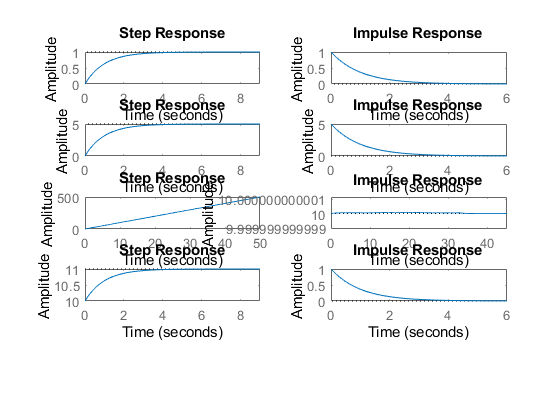 Step Response
Impulse Response
Amplitude
1
0.5
0
0 2 4 6 8
Time (seconds)
Amplitude
1
0.5
0
0 2 4 6
Time (seconds)
Step Response
Impulse Response
Amplitude
5
0
0 2 4 6 8
Time (seconds)
Amplitude
5
0
0 2 4 6
Time (seconds)
Step Response
Impulse Response
Amplitude
500
0
0 10 20 30 40 50
Time (seconds)
Amplitude
10.000000000001
10
9.999999999999
0 10 20 30 40
Time (seconds)
Step Response
Impulse Response
Amplitude
11
10.5
10
0 2 4 6 8
Time (seconds)
Amplitude
1
0.5
0
0 2 4 6
Time (seconds)